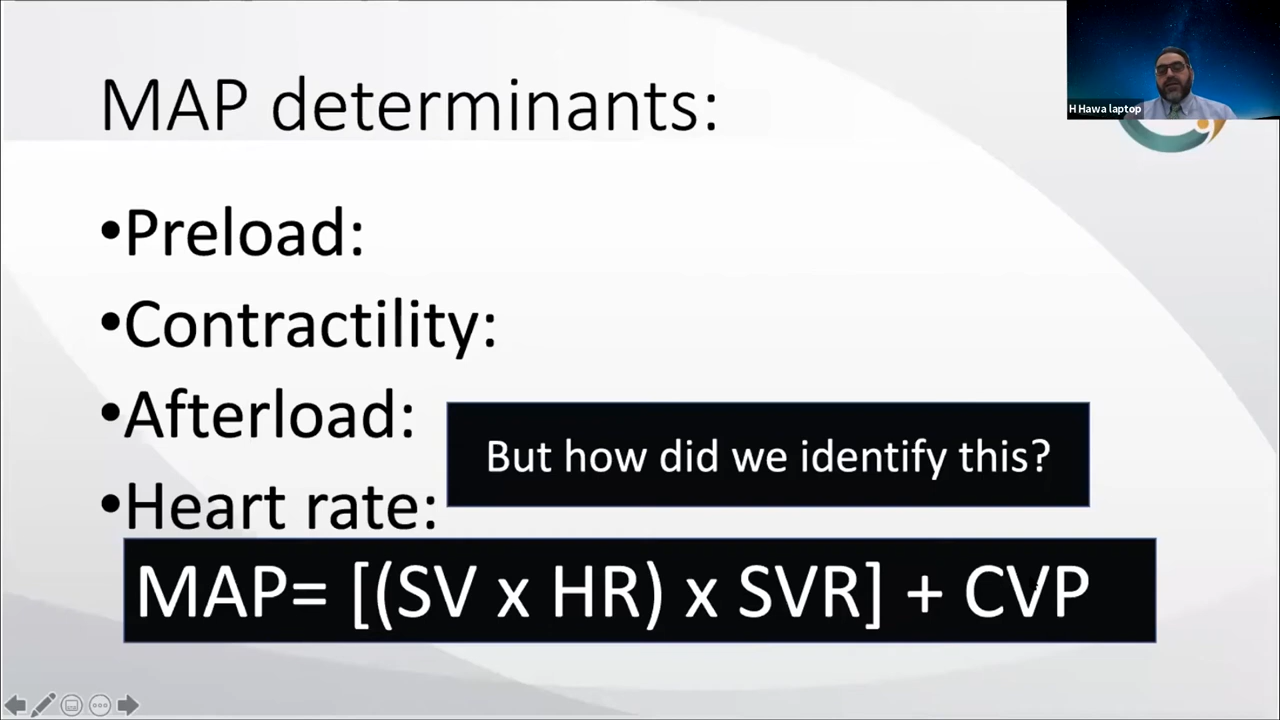 MAP determinants:
H Hawa laptop
•Preload:
•Contractility:
•Afterload:
But how did we identify this?
•Heart rate:
MAP= [(SV x HR) x SVR] + CVP